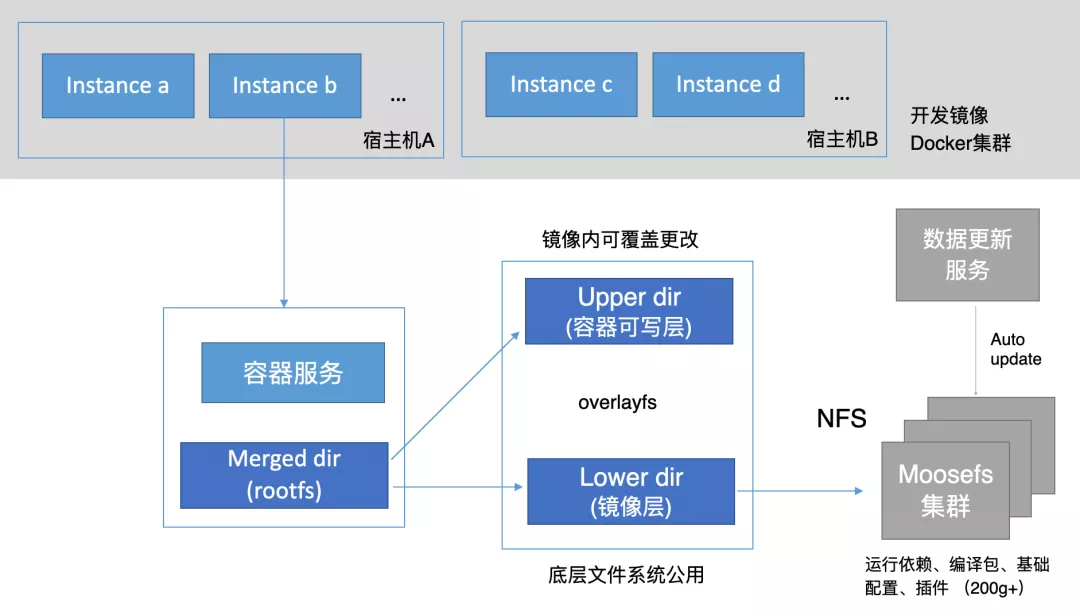 Instance a
Instance b
...
宿主机A
Instance c
Instance d
...
宿主机B
开发镜像
Docker集群
容器服务
Merged dir
(rootfs)
镜像内可覆盖更改
Upper dir
(容器可写层)
overlayfs
Lower dir
(镜像层)
底层文件系统公用
数据更新
服务
Auto
update
NFS
Moosefs
集群
运行依赖、编译包、基础
配置、插件 （200g+）